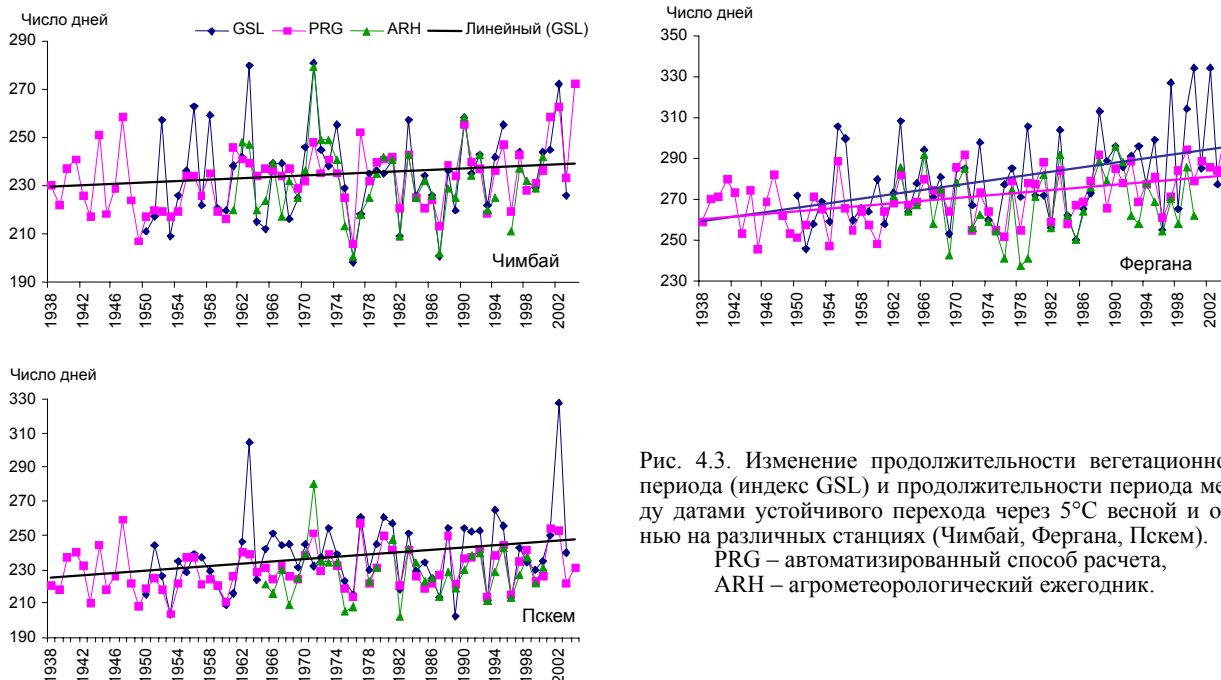 Число дней
GSL PRG ARH Линейный (GSL)
290
270
250
230
210
190
Чимбай
1938 1942 1946 1950 1954 1958 1962 1966 1970 1974 1978 1982 1986 1990 1994 1998 2002
Число дней
350
330
310
290
270
250
230
Фергана
1938 1942 1946 1950 1954 1958 1962 1966 1970 1974 1978 1982 1986 1990 1994 1998 2002
Число дней
330
310
290
270
250
230
210
190
Пскем
1938 1942 1946 1950 1954 1958 1962 1966 1970 1974 1978 1982 1986 1990 1994 1998 2002
Рис. 4.3. Изменение продолжительности вегетационно
периода (индекс GSL) и продолжительности периода ме
ду датами устойчивого перехода через 5°С весной и о
нью на различных станциях (Чимбай, Фергана, Пскем).
PRG – автоматизированный способ расчета,
ARH – агрометеорологический ежегодник.